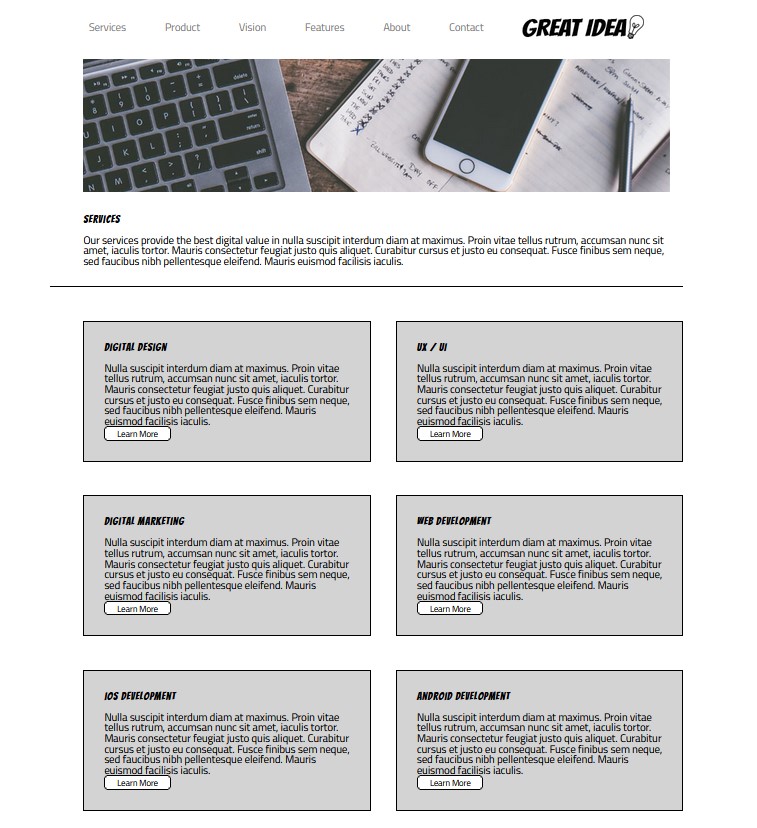 Services Product Vision Features About Contact GREAT IDEA
delete
SERVICES
Our services provide the best digital value in nulla suscipit interdum diam at maximus. Proin vitae tellus rutrum, accumsan nunc sit
amet, iaculis tortor. Mauris consectetur feugiat justo quis aliquet. Curabitur cursus et justo eu consequat. Fusce finibus sem neque,
sed faucibus nibh pellentesque eleifend. Mauris euismod facilisis iaculis.
DIGITAL DESIGN
Nulla suscipit interdum diam at maximus. Proin vitae
tellus rutrum, accumsan nunc sit amet, iaculis tortor.
Mauris consectetur feugiat justo quis aliquet. Curabitur
cursus et justo eu consequat. Fusce finibus sem neque,
sed faucibus nibh pellentesque eleifend. Mauris
euismod facilisis iaculis.
Learn More
UX / UI
Nulla suscipit interdum diam at maximus. Proin vitae
tellus rutrum, accumsan nunc sit amet, iaculis tortor.
Mauris consectetur feugiat justo quis aliquet. Curabitur
cursus et justo eu consequat. Fusce finibus sem neque,
sed faucibus nibh pellentesque eleifend. Mauris
euismod facilisis iaculis.
Learn More
DIGITAL MARKETING
Nulla suscipit interdum diam at maximus. Proin vitae
tellus rutrum, accumsan nunc sit amet, iaculis tortor.
Mauris consectetur feugiat justo quis aliquet. Curabitur
cursus et justo eu consequat. Fusce finibus sem neque,
sed faucibus nibh pellentesque eleifend. Mauris
euismod facilisis iaculis.
Learn More
WEB DEVELOPMENT
Nulla suscipit interdum diam at maximus. Proin vitae
tellus rutrum, accumsan nunc sit amet, iaculis tortor.
Mauris consectetur feugiat justo quis aliquet. Curabitur
cursus et justo eu consequat. Fusce finibus sem neque,
sed faucibus nibh pellentesque eleifend. Mauris
euismod facilisis iaculis.
Learn More
IOS DEVELOPMENT
Nulla suscipit interdum diam at maximus. Proin vitae
tellus rutrum, accumsan nunc sit amet, iaculis tortor.
Mauris consectetur feugiat justo quis aliquet. Curabitur
cursus et justo eu consequat. Fusce finibus sem neque,
sed faucibus nibh pellentesque eleifend. Mauris
euismod facilisis iaculis.
Learn More
ANDROID DEVELOPMENT
Nulla suscipit interdum diam at maximus. Proin vitae
tellus rutrum, accumsan nunc sit amet, iaculis tortor.
Mauris consectetur feugiat justo quis aliquet. Curabitur
cursus et justo eu consequat. Fusce finibus sem neque,
sed faucibus nibh pellentesque eleifend. Mauris
euismod facilisis iaculis.
Learn More